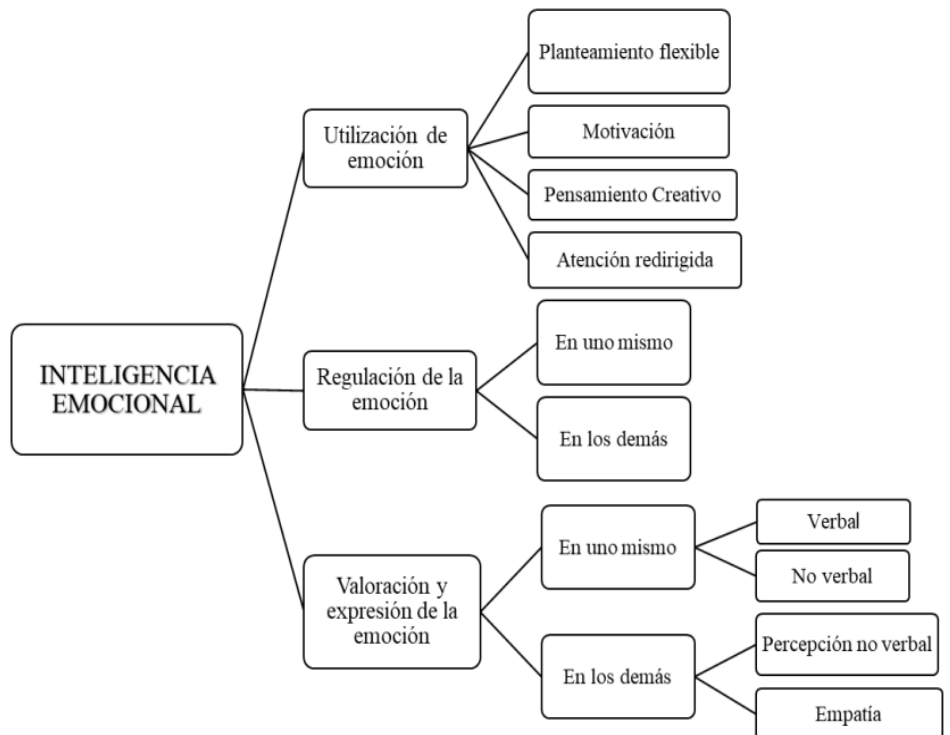 INTELIGENCIA
EMOCIONAL
Utilización de
emoción
Planteamiento flexible
Motivación
Pensamiento Creativo
Atención redirigida
Regulación de la
emoción
En uno mismo
En los demás
Valoración y
expresión de la
emoción
En uno mismo
Verbal
No verbal
En los demás
Percepción no verbal
Empatía